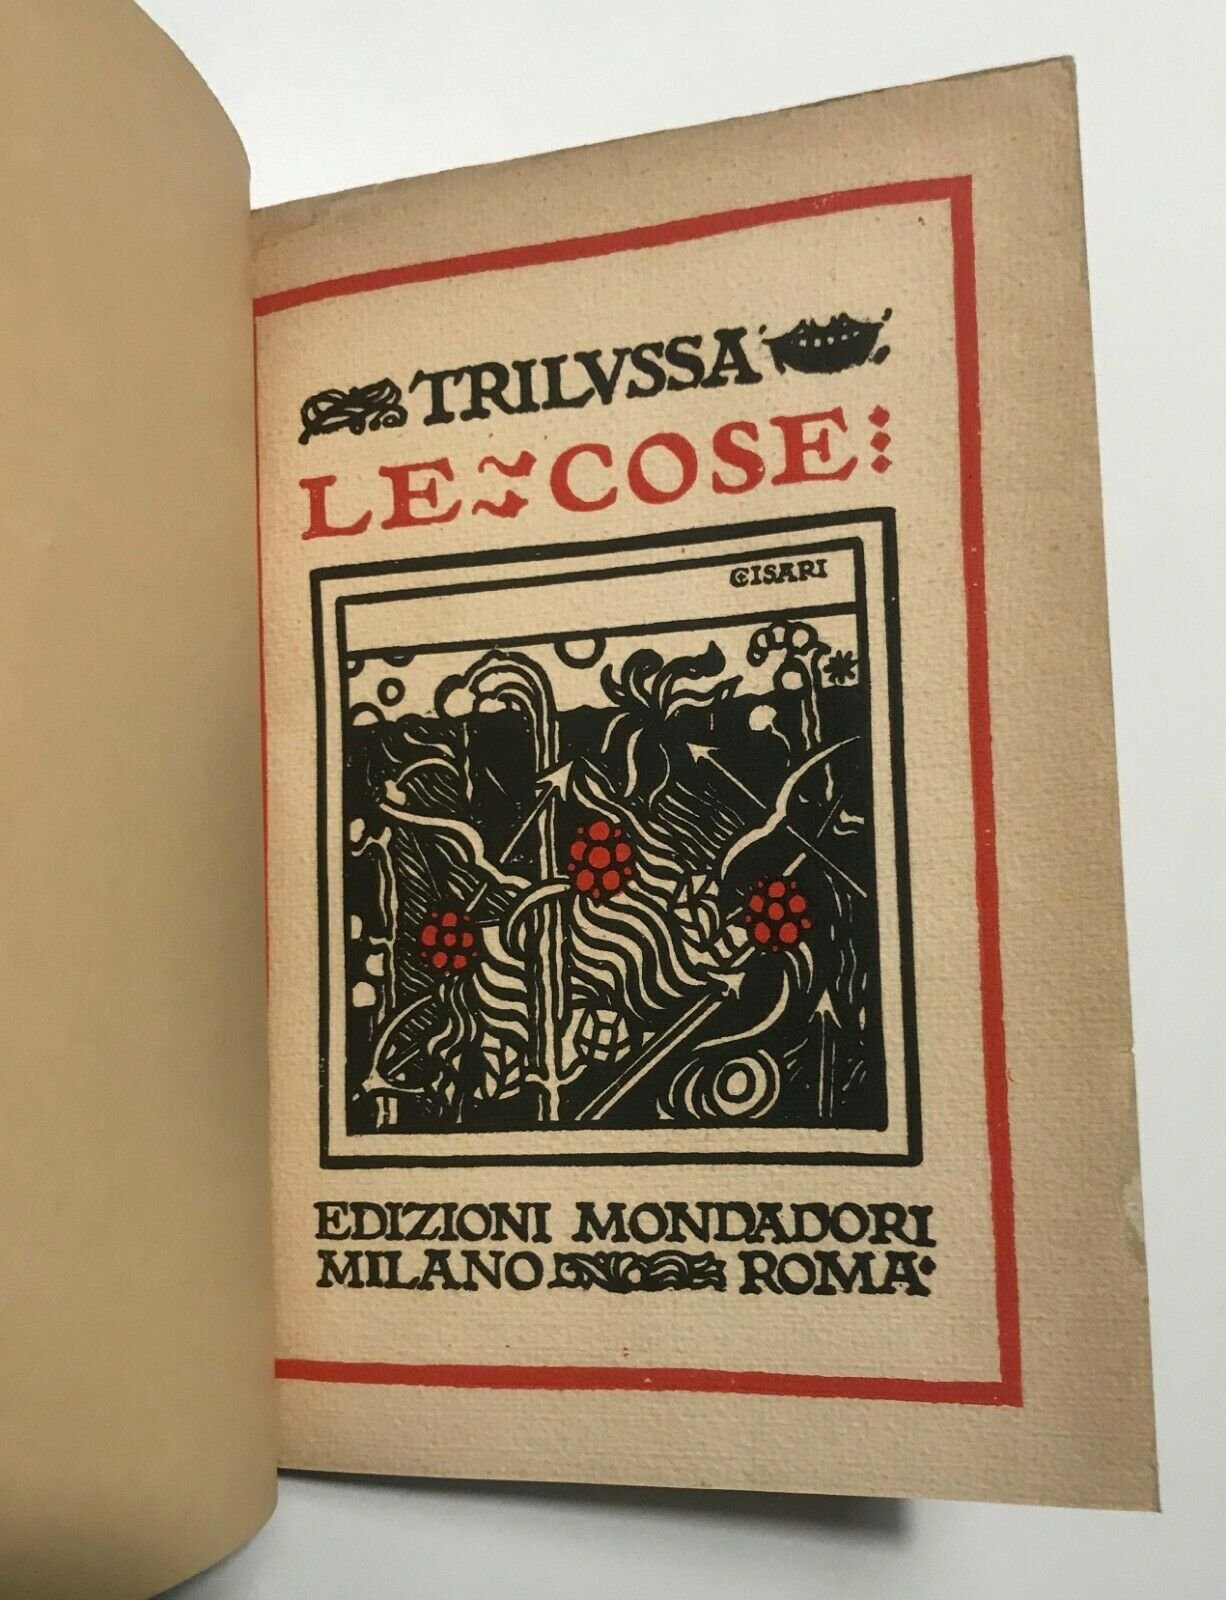 TRILVSSA
LE COSE
CISARI
EDIZIONI MONDADORI
MILANO ROMA